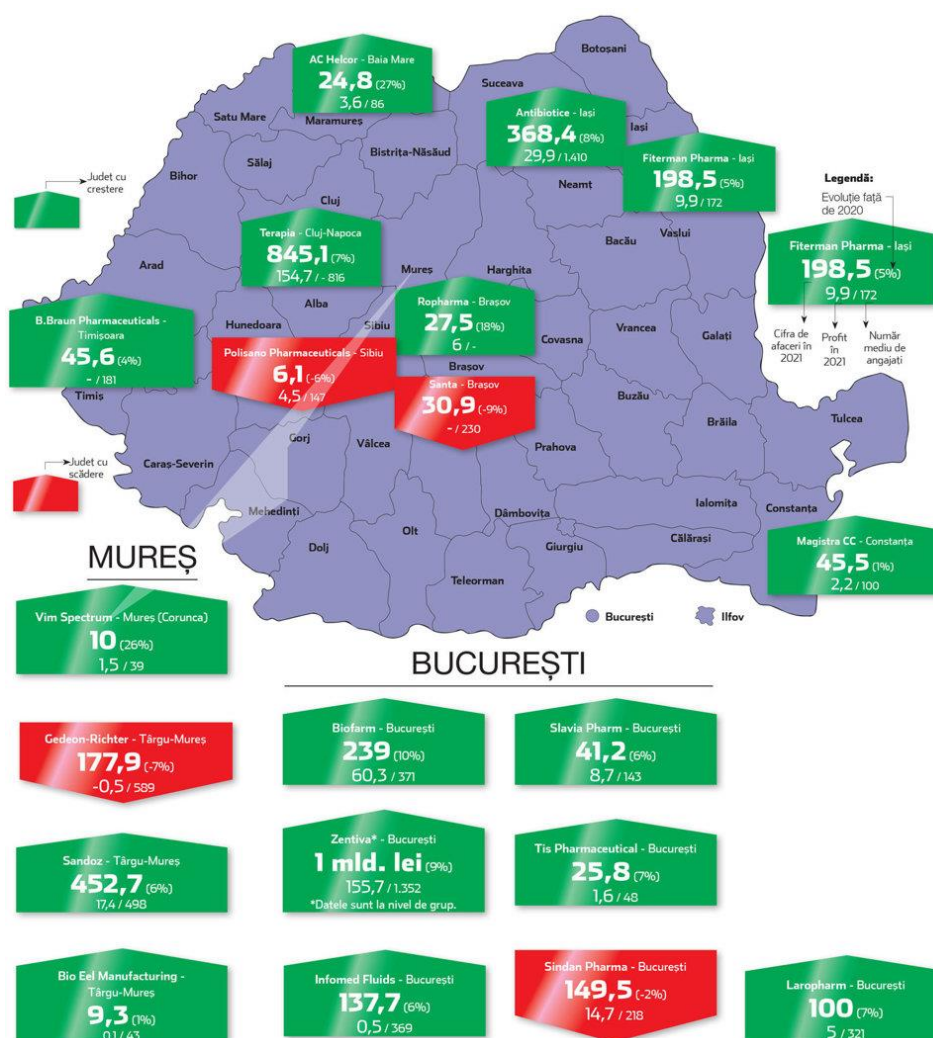 Botoșani
AC Helcor - Baia Mare
24,8 (27%)
3,6 / 86
Suceava
Satu Mare
Maramureș
Antibiotice - Iași
368,4 (8%)
29,9 / 1.410
Iași
Bistrița-Năsăud
Sălaj
Bihor
Fiterman Pharma - Iași
198,5 (5%)
9,9 / 172
Neamț
Județ cu
creștere
Cluj
Legendă:
Evoluție față
de 2020
Terapia - Cluj-Napoca
845,1 (7%)
154,7 / - 816
Bacău
Vaslui
Fiterman Pharma - Iași
198,5 (5%)
9,9 / 172
Arad
Mureș
Harghita
Alba
Ropharma - Brașov
27,5 (18%)
6 / -
B.Braun Pharmaceuticals -
Timișoara
45,6 (4%)
- / 181
Hunedoara
Sibiu
Covasna
Vrancea
Galați
Cifra de
afaceri în
2021
Profit
în
2021
Număr
mediu de
angajati
Polisano Pharmaceuticals - Sibiu
6,1 (-6%)
4,5 / 147
Brașov
Santa - Brașov
30,9 (-9%)
- / 230
Timiș
Buzău
Brăila
Tulcea
Gorj
Vâlcea
Prahova
Caraș-Severin
Județ cu
scădere
Mehedinți
Dâmbovița
Ialomița
Constanța
Olt
Dolj
Giurgiu
Călărași
Magistra CC - Constanța
45,5 (1%)
2,2 / 100
Teleorman
București
Ilfov
MUREȘ
Vim Spectrum - Mureș (Corunca)
10 (26%)
1,5 / 39
Gedeon-Richter - Târgu-Mureș
177,9 (-7%)
-0,5 / 589
Sandoz - Târgu-Mureș
452,7 (6%)
17,4 / 498
Bio Eel Manufacturing -
Târgu-Mureș
9,3 (1%)
0,1 / 43
BUCUREȘTI
Biofarm - București
239 (10%)
60,3 / 371
Slavia Pharm - București
41,2 (6%)
8,7 / 143
Zentiva* - București
1 mld. lei (9%)
155,7 / 1.352
*Datele sunt la nivel de grup.
Tis Pharmaceutical - București
25,8 (7%)
1,6 / 48
Infomed Fluids - București
137,7 (6%)
0,5 / 369
Sindan Pharma - București
149,5 (-2%)
14,7 / 218
Laropharm - București
100 (7%)
5 / 321